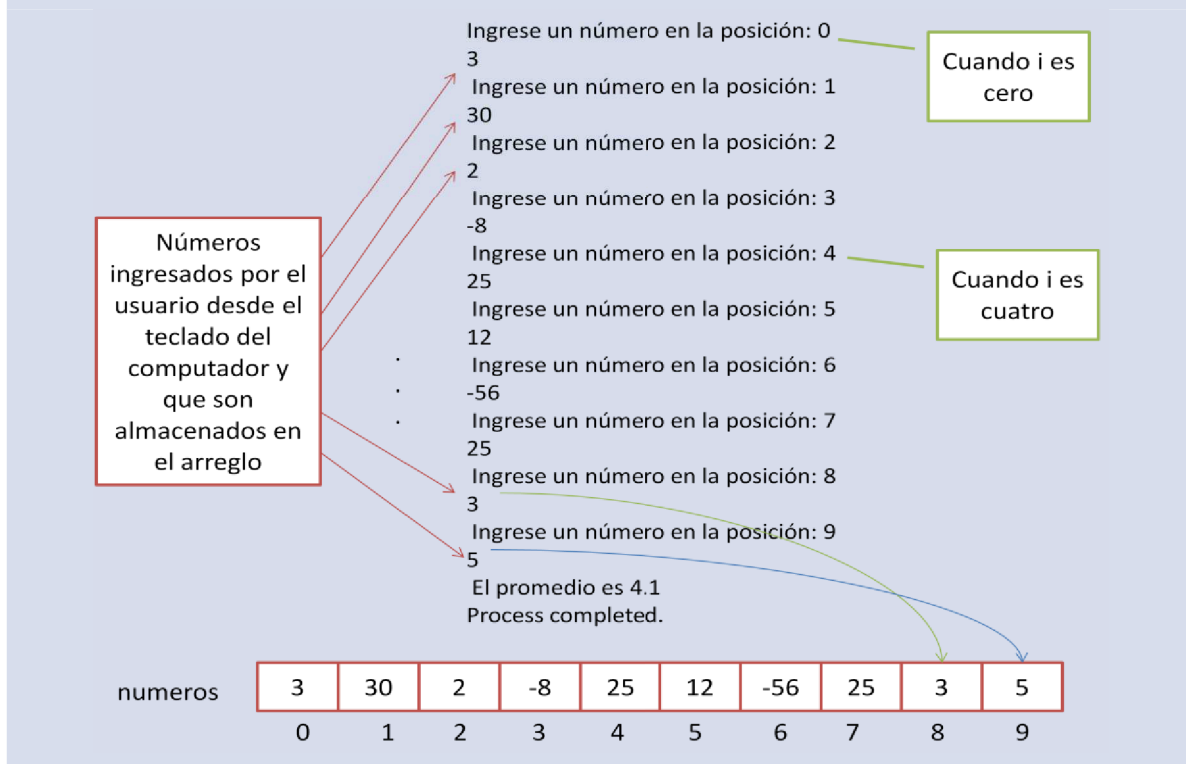 Ingrese un número en la posición: 0
3
Ingrese un número en la posición: 1
30
Ingrese un número en la posición: 2
2
Ingrese un número en la posición: 3
-8
Ingrese un número en la posición: 4
25
Ingrese un número en la posición: 5
12
Ingrese un número en la posición: 6
-56
Ingrese un número en la posición: 7
25
Ingrese un número en la posición: 8
3
Ingrese un número en la posición: 9
5
El promedio es 4.1
Process completed.
Cuando i es
cero
Cuando i es
cuatro
Números
ingresados por el
usuario desde el
teclado del
computador y
que son
almacenados en
el arreglo
.
.
.
numeros 3 30 2 -8 25 12 -56 25 3 5
0 1 2 3 4 5 6 7 8 9